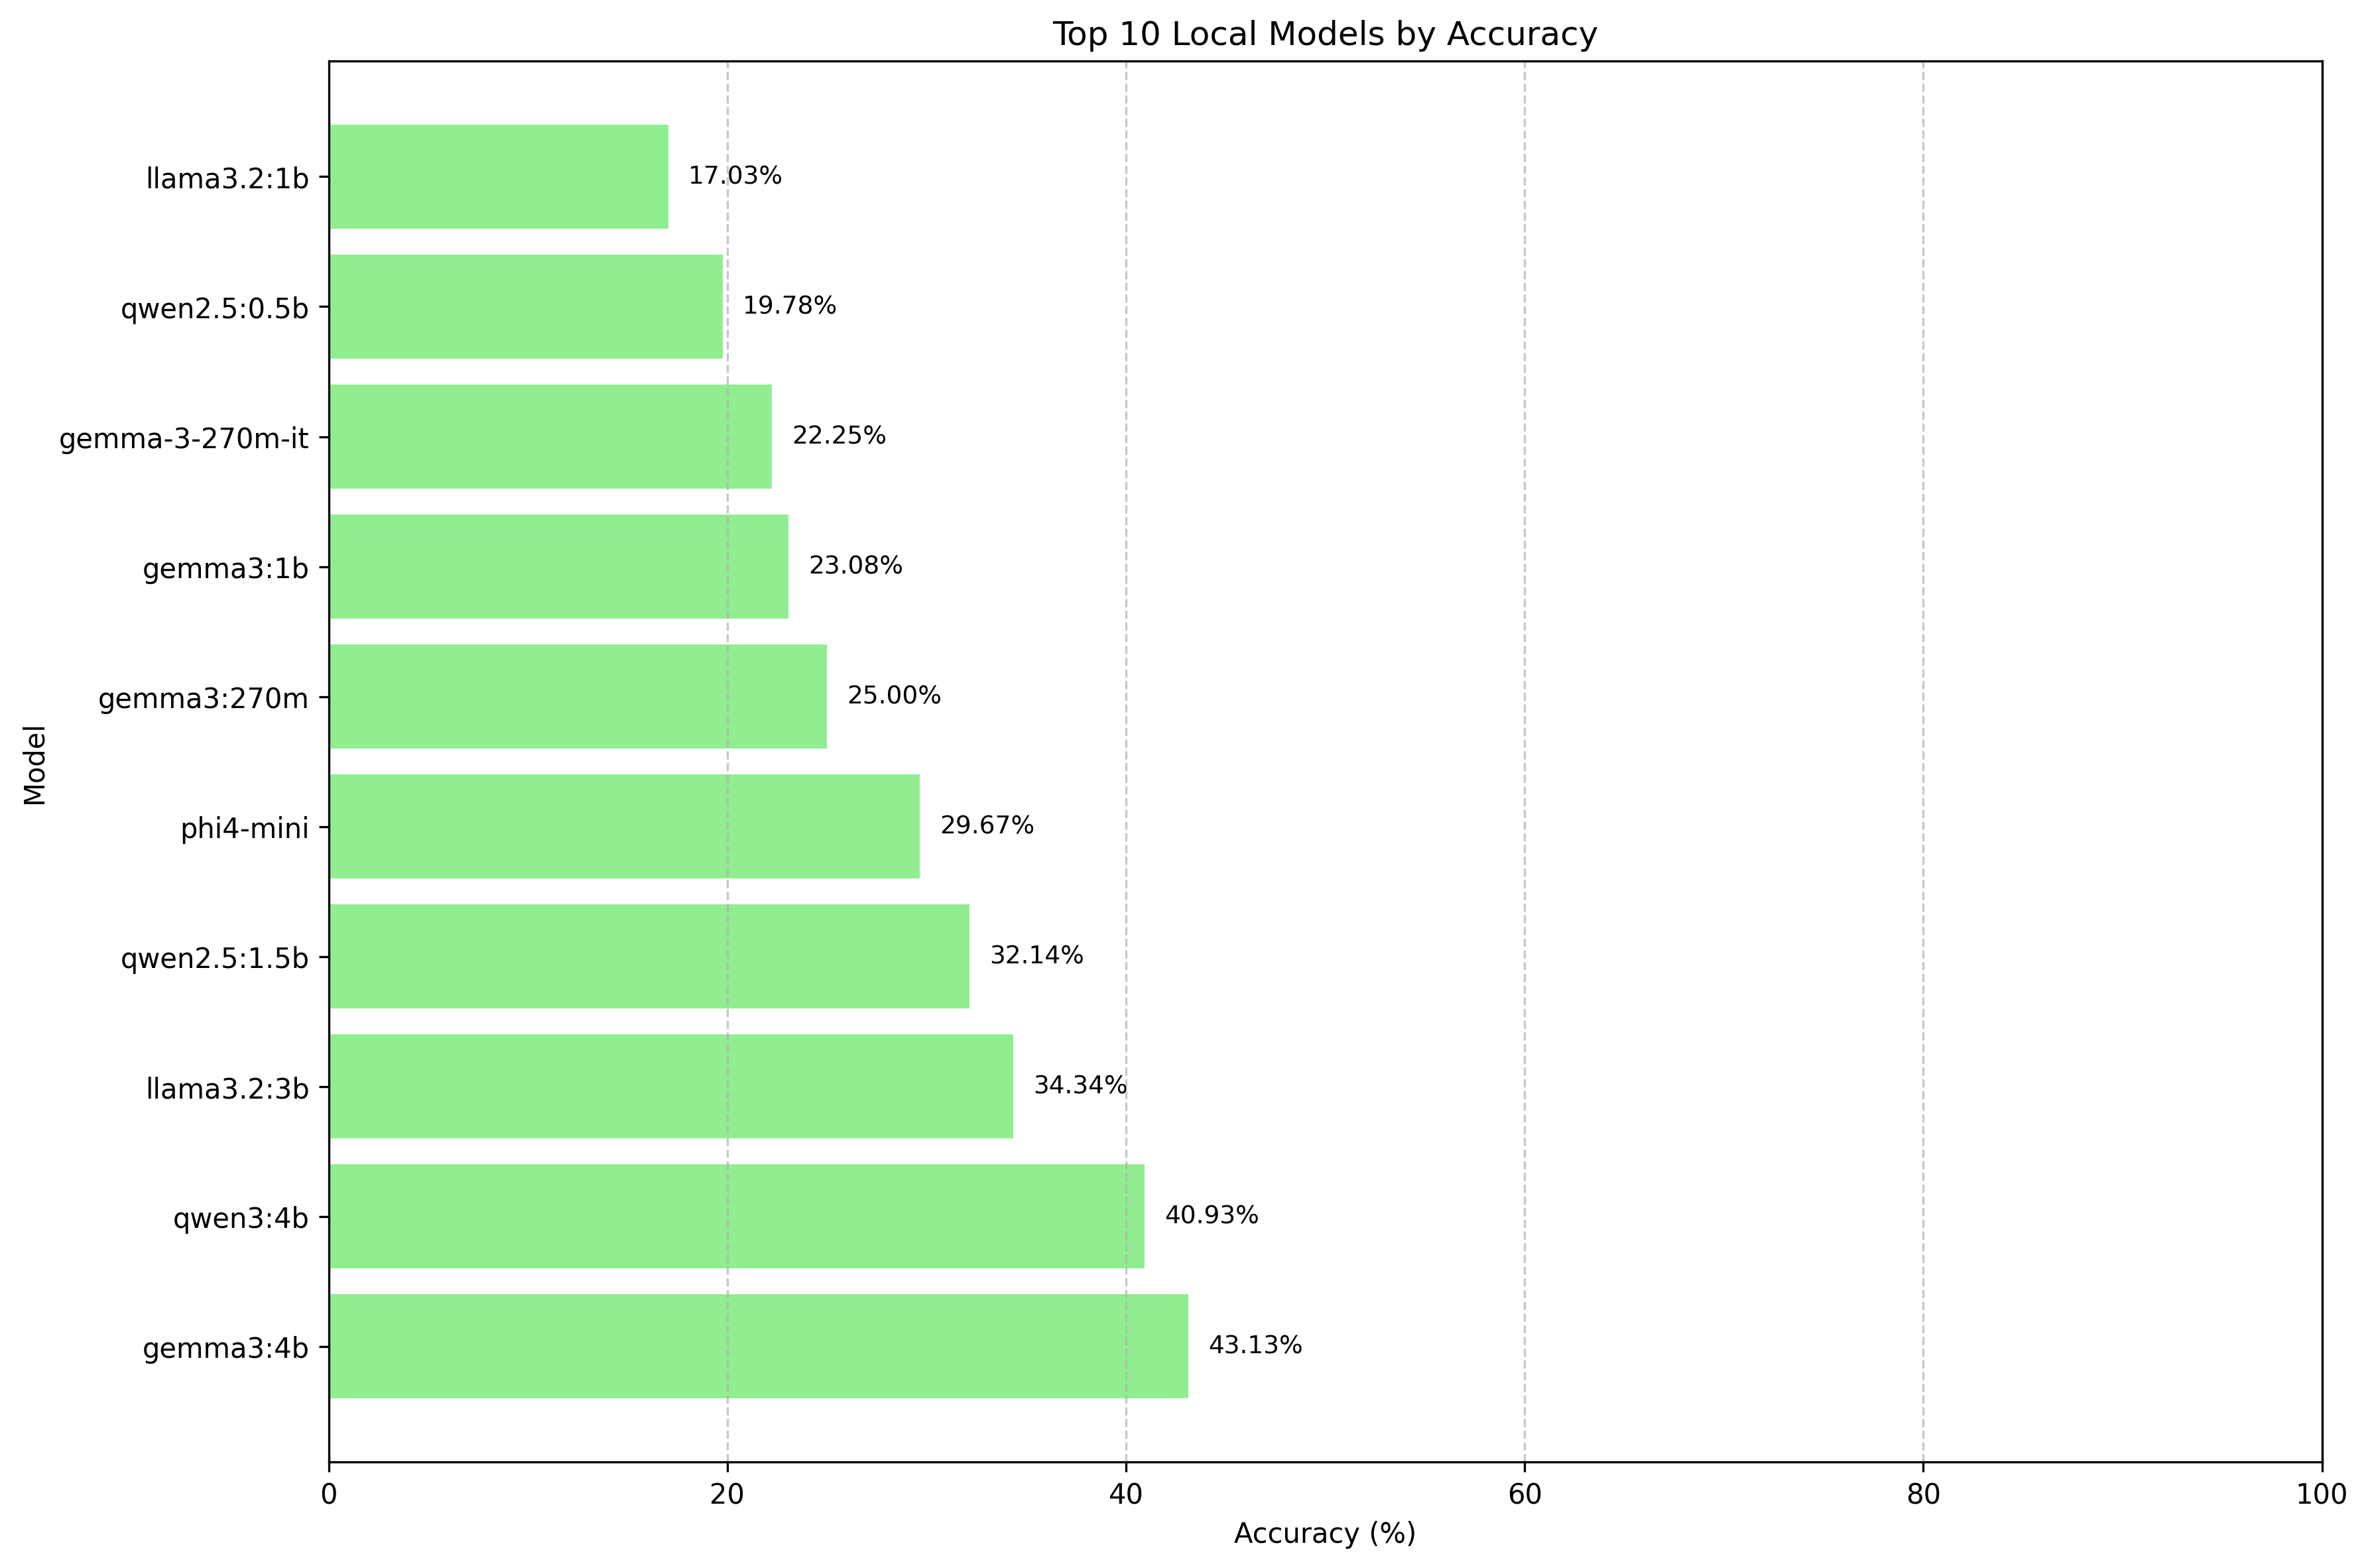 Top 10 Local Models by Accuracy
llama3.2:1b 17.03%
qwen2.5:0.5b 19.78%
gemma-3-270m-it 22.25%
gemma3:1b 23.08%
gemma3:270m 25.00%
Model
phi4-mini 29.67%
qwen2.5:1.5b 32.14%
llama3.2:3b 34.34%
qwen3:4b 40.93%
gemma3:4b 43.13%
0 20 40 60 80 100
Accuracy (%)